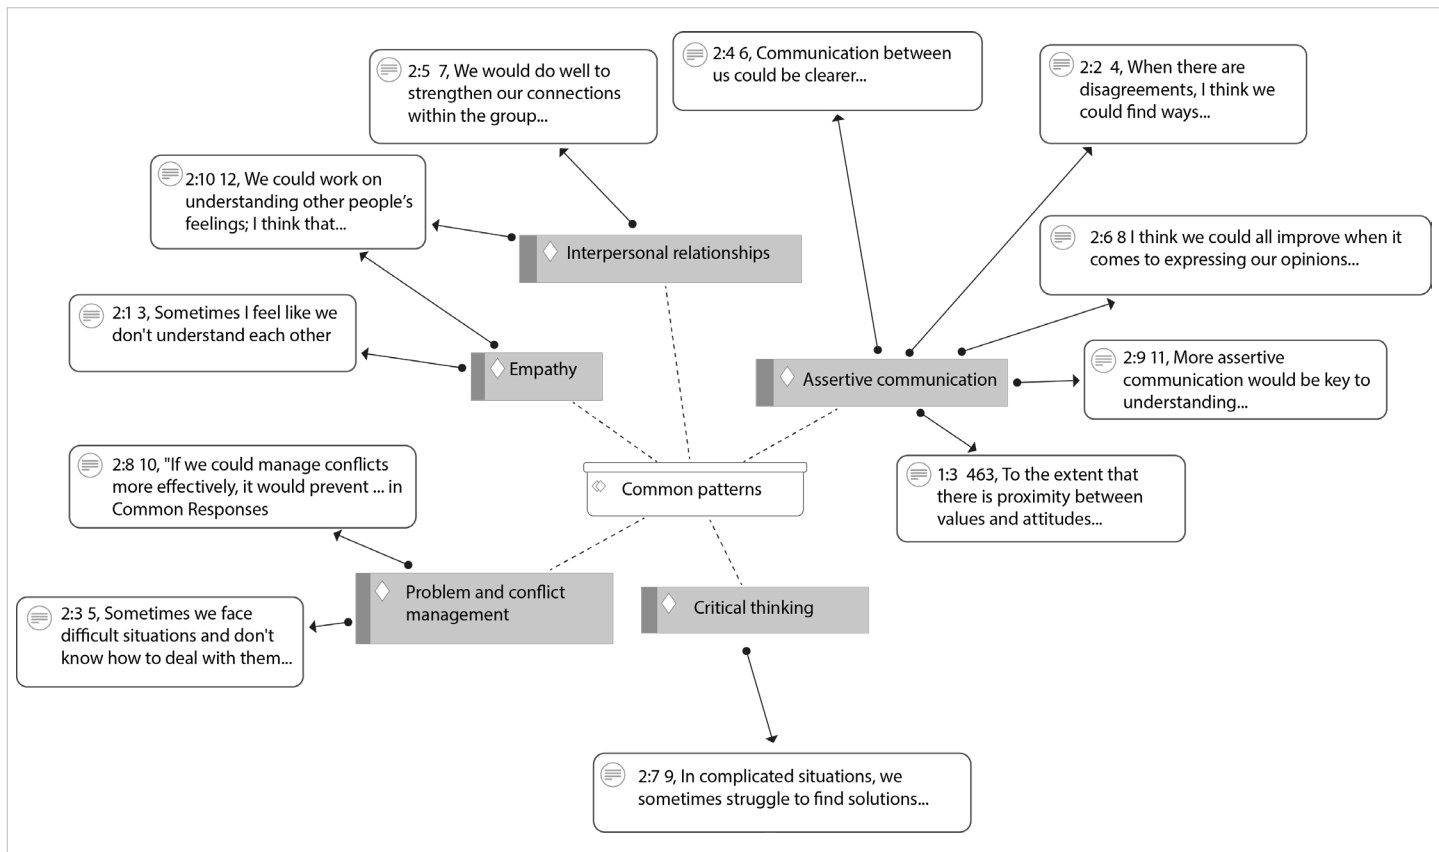 2:5  7, We would do well to
strengthen our connections
within the group...
2:4 6, Communication between
us could be clearer...
2:2  4, When there are
disagreements, I think we
could find ways...
2:10 12, We could work on
understanding other people’s
feelings; I think that...
Interpersonal relationships
2:6 8 I think we could all improve when it
comes to expressing our opinions...
2:1 3, Sometimes I feel like we
don't understand each other
Empathy
Assertive communication
2:9 11, More assertive
communication would be key to
understanding...
2:8 10, "If we could manage conflicts
more effectively, it would prevent ... in
Common Responses
Common patterns
1:3  463, To the extent that
there is proximity between
values and attitudes...
Problem and conflict
management
Critical thinking
2:3 5, Sometimes we face
difficult situations and don't
know how to deal with them...
2:7 9, In complicated situations, we
sometimes struggle to find solutions...